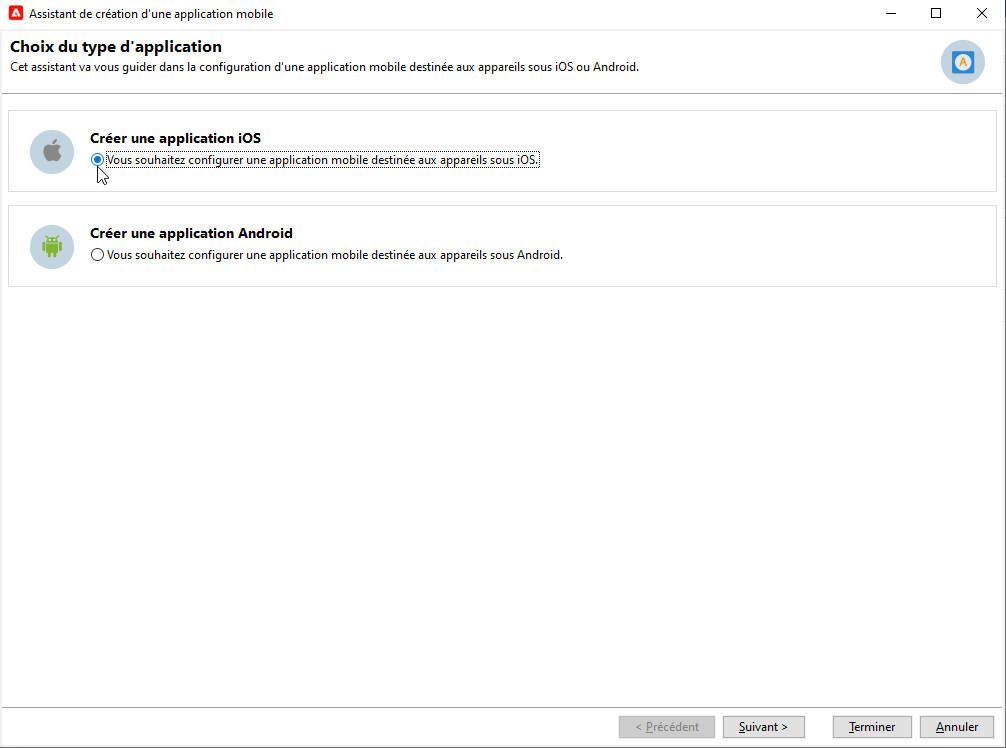 Assistant de création d'une application mobile
Choix du type d'application
Cet assistant va vous guider dans la configuration d'une application mobile destinée aux appareils sous iOS ou Android.
Créer une application iOS
Vous souhaitez configurer une application mobile destinée aux appareils sous iOS.
Créer une application Android
Vous souhaitez configurer une application mobile destinée aux appareils sous Android.
< Précédent Suivant > Terminer Annuler